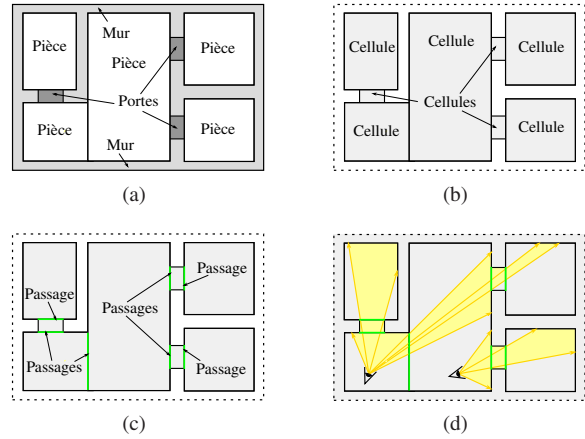 Mur
Pièce
Pièce
Pièce
Portes
Pièce
Pièce
Mur
(a)
Cellule
Cellule
Cellule
Cellules
Cellule
Cellule
(b)
Passage
Passage
Passages
Passages
Passage
(c)
(d)